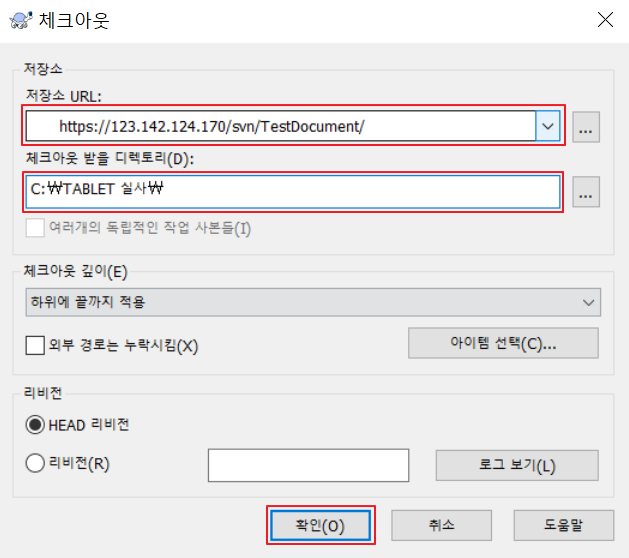 체크아웃
저장소
저장소 URL:
https://123.142.124.170/svn/TestDocument/
...
체크아웃 받을 디렉토리(D):
C:₩TABLET 실사₩
...
여러개의 독립적인 작업 사본들(I)
체크아웃 깊이(E)
하위에 끝까지 적용
외부 경로는 누락시킴(X)
아이템 선택(C)...
리비전
HEAD 리비전
리비전(R)
로그 보기(L)
확인(O)
취소
도움말